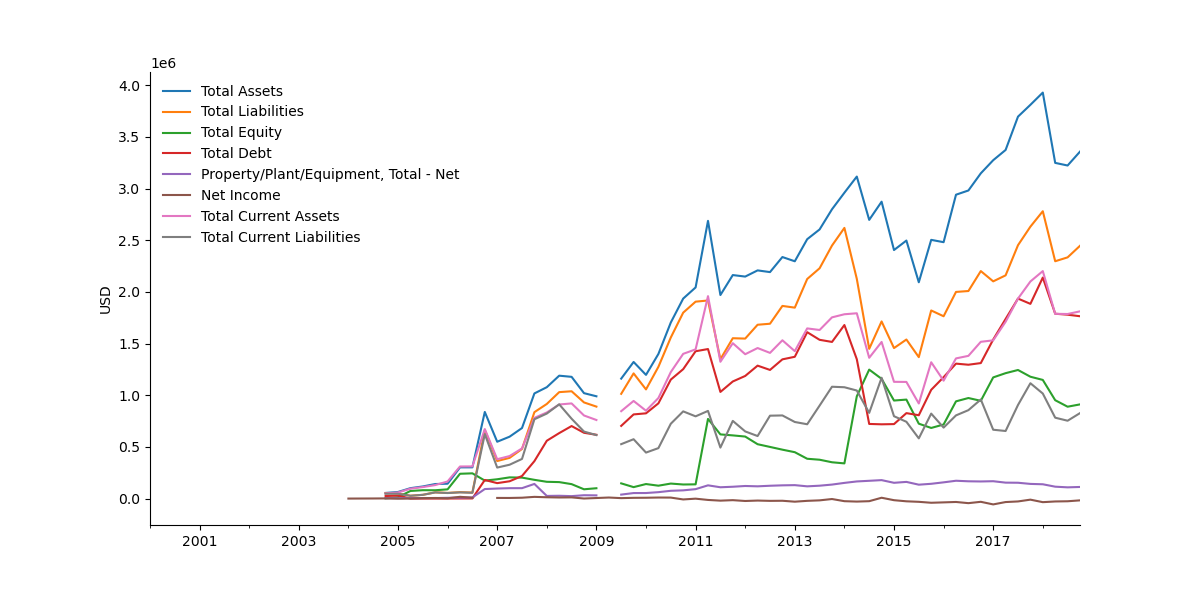 1e6
4.0
3.5
3.0
2.5
2.0
1.5
1.0
0.5
0.0
USD
Total Assets
Total Liabilities
Total Equity
Total Debt
Property/Plant/Equipment, Total - Net
Net Income
Total Current Assets
Total Current Liabilities
2001 2003 2005 2007 2009 2011 2013 2015 2017